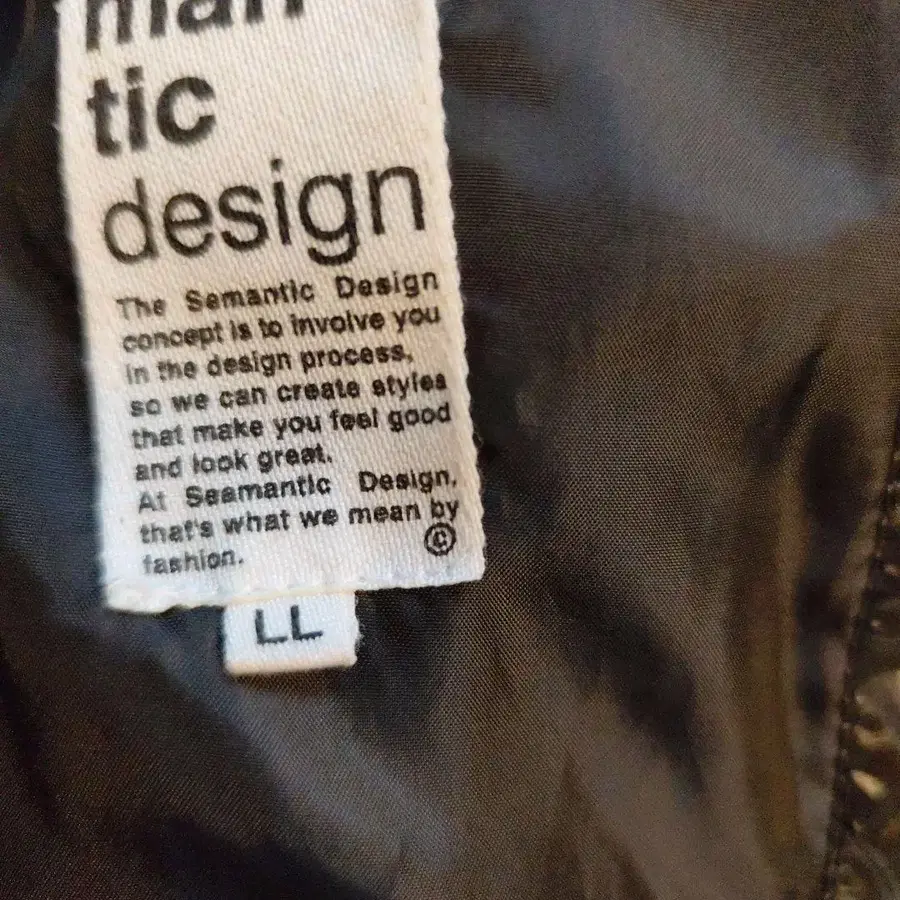 man
tic
design
The Semantic Design
concept is to involve you
in the design process,
so we can create styles
that make you feel good
and look great.
At Seamantic Design,
that's what we mean by
fashion.
©
LL